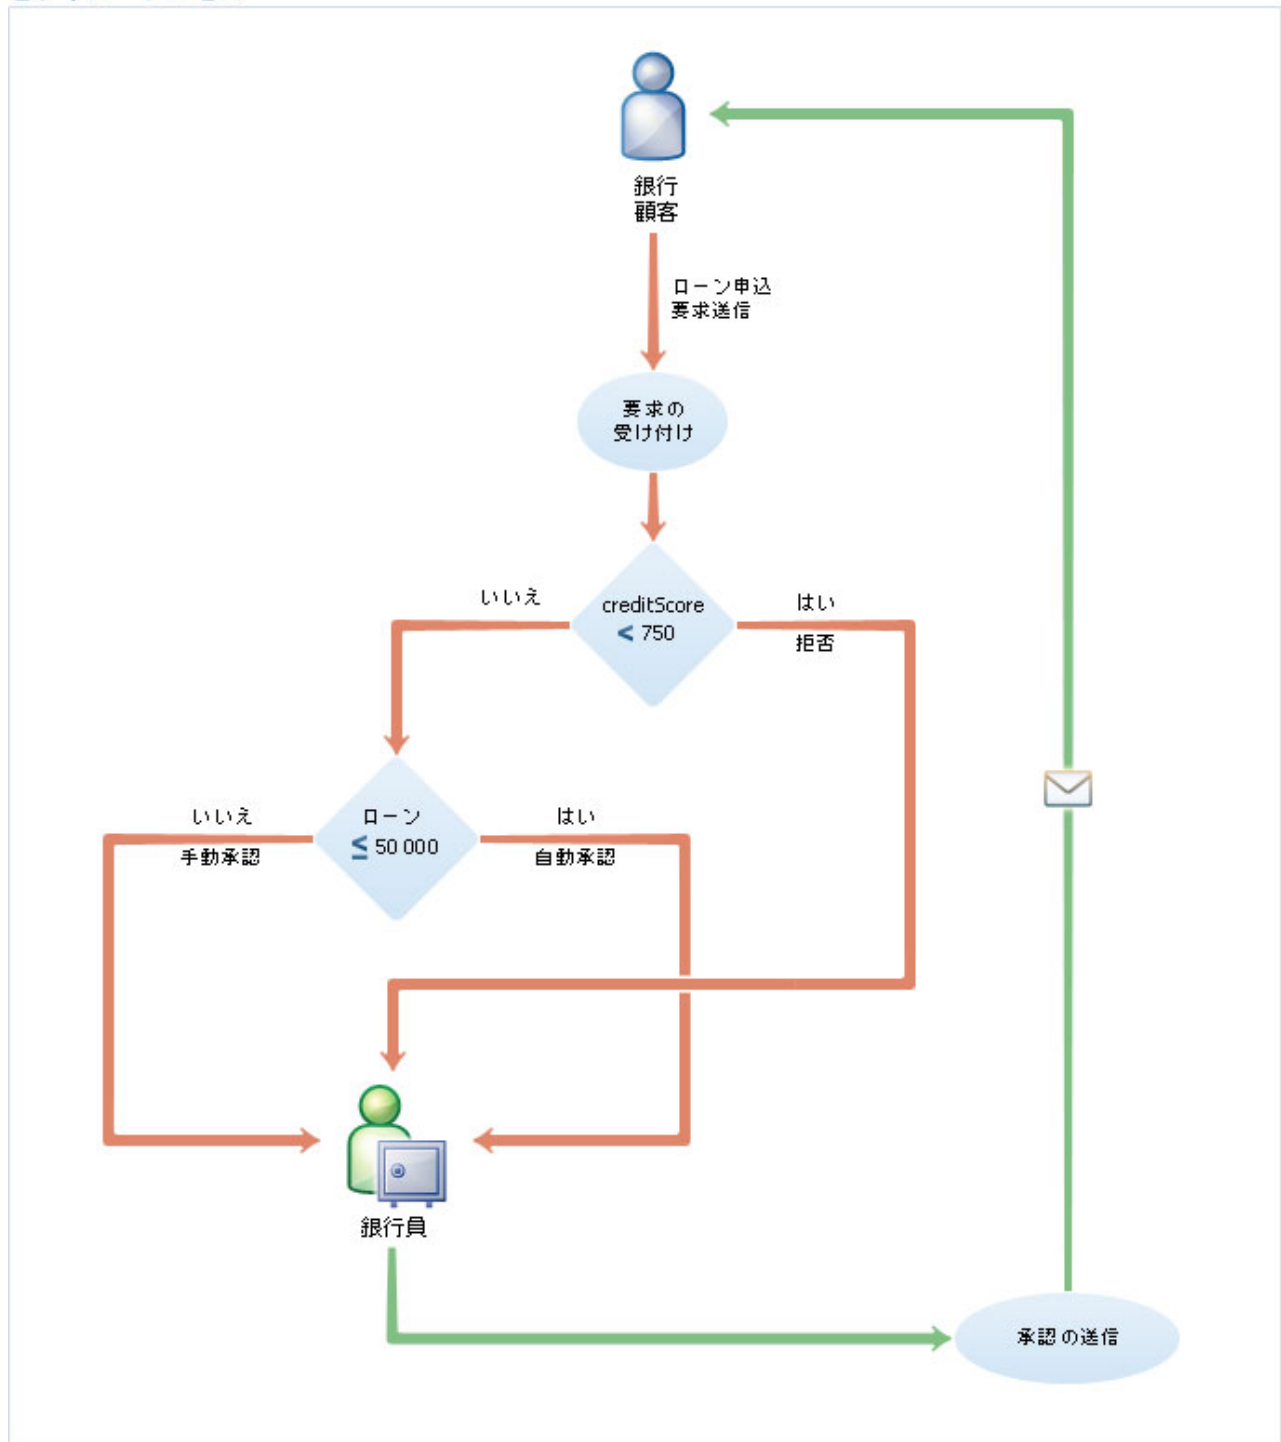 銀行
顧客
ローン申込
要求送信
要求の
受け付け
いいえ
creditScore
< 750
はい
拒否
いいえ
手動承認
ローン
≦ 50 000
はい
自動承認
銀行員
承認の送信